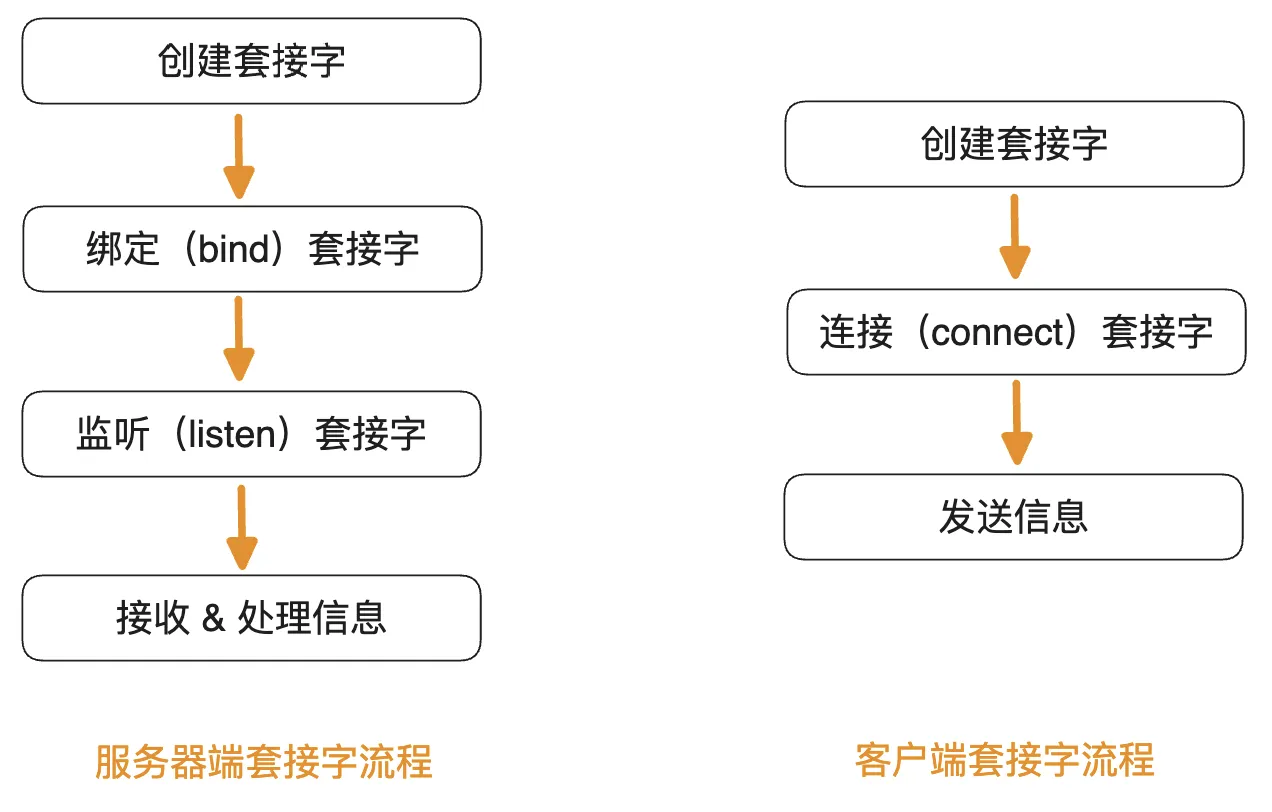 创建套接字
绑定（bind）套接字
监听（listen）套接字
接收 & 处理信息
服务器端套接字流程
创建套接字
连接（connect）套接字
发送信息
客户端套接字流程